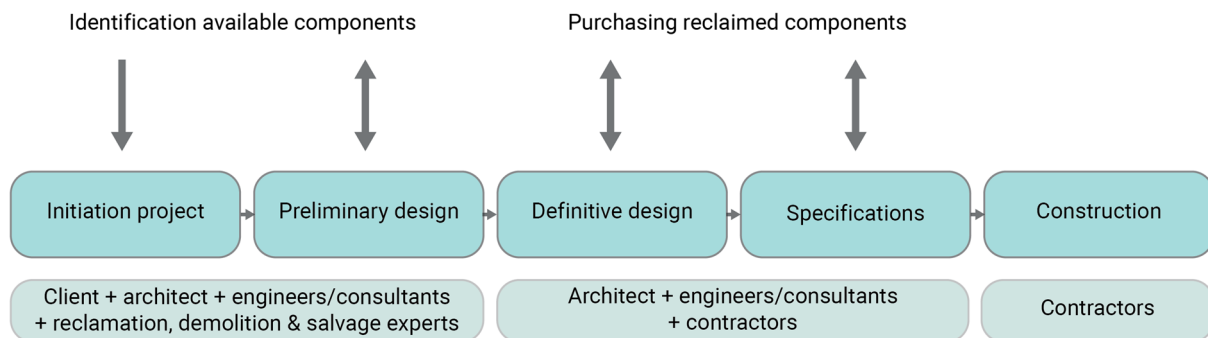 Identification available components
Purchasing reclaimed components
Initiation project
Preliminary design
Definitive design
Specifications
Construction
Client + architect + engineers/consultants
+ reclamation, demolition & salvage experts
Architect + engineers/consultants
+ contractors
Contractors